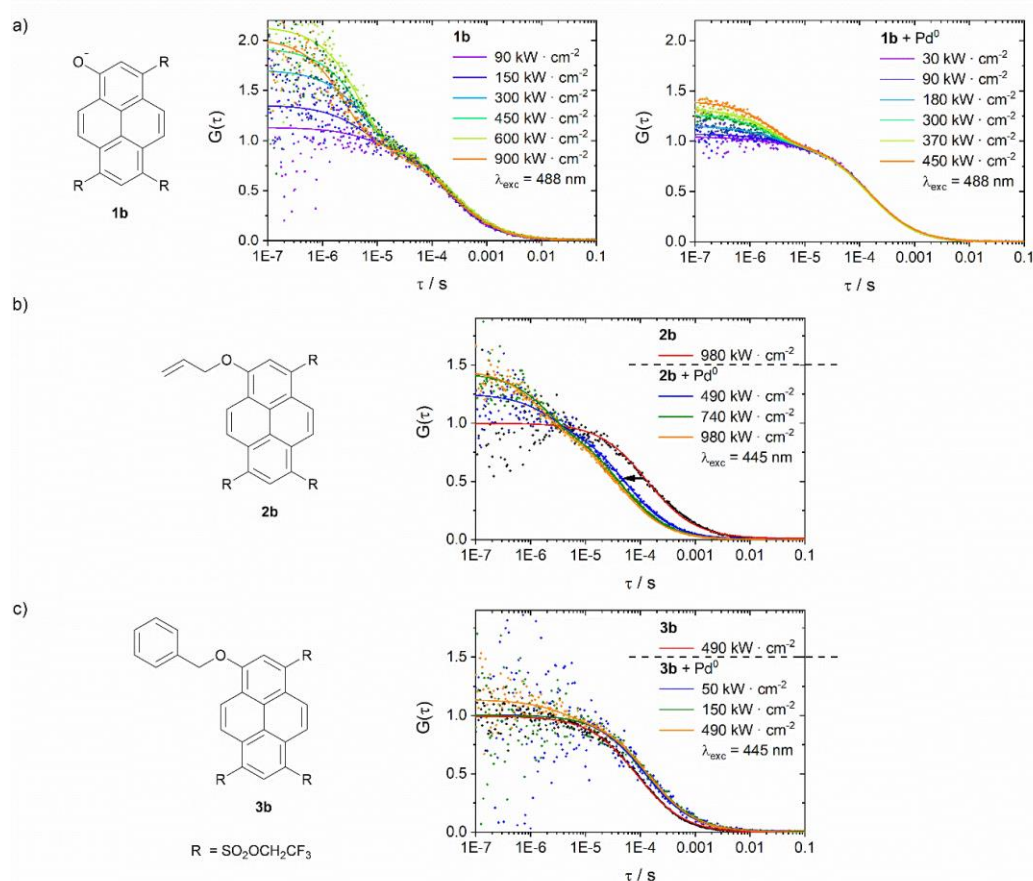 a)
O-
R
R
R
1b
G(τ)
2.0
1.5
1.0
0.5
0.0
1E-7 1E-6 1E-5 1E-4 0.001 0.01 0.1
τ / s
1b
90 kW · cm-2
150 kW · cm-2
300 kW · cm-2
450 kW · cm-2
600 kW · cm-2
900 kW · cm-2
λexc = 488 nm
G(τ)
2.0
1.5
1.0
0.5
0.0
1E-7 1E-6 1E-5 1E-4 0.001 0.01 0.1
τ / s
1b + Pd0
30 kW · cm-2
90 kW · cm-2
180 kW · cm-2
300 kW · cm-2
370 kW · cm-2
450 kW · cm-2
λexc = 488 nm
b)
O
R
R
R
2b
G(τ)
1.5
1.0
0.5
0.0
1E-7 1E-6 1E-5 1E-4 0.001 0.01 0.1
τ / s
2b
980 kW · cm-2
2b + Pd0
490 kW · cm-2
740 kW · cm-2
980 kW · cm-2
λexc = 445 nm
c)
O
R
R
R
3b
R = SO2OCH2CF3
G(τ)
1.5
1.0
0.5
0.0
1E-7 1E-6 1E-5 1E-4 0.001 0.01 0.1
τ / s
3b
490 kW · cm-2
3b + Pd0
50 kW · cm-2
150 kW · cm-2
490 kW · cm-2
λexc = 445 nm